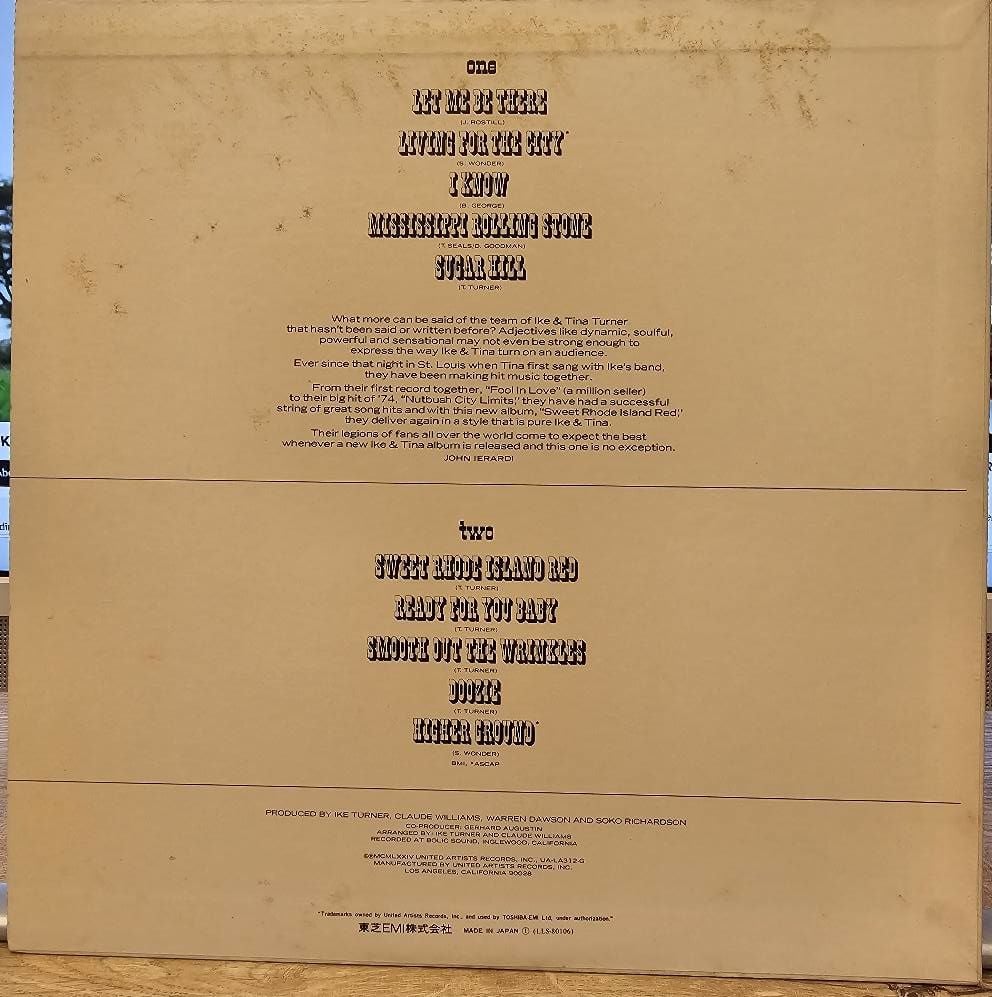 one
LET ME BE THERE
(J. ROSTILL)
LIVING FOR THE CITY*
(S. WONDER)
I KNOW
(B. GEORGE)
MISSISSIPPI ROLLING STONE
(T. SEALS/D. GOODMAN)
SUGAR HILL
(T. TURNER)
What more can be said of the team of Ike & Tina Turner
that hasn't been said or written before? Adjectives like dynamic, soulful,
powerful and sensational may not even be strong enough to
express the way Ike & Tina turn on an audience.
Ever since that night in St. Louis when Tina first sang with Ike's band,
they have been making hit music together.
From their first record together, "Fool In Love" (a million seller)
to their big hit of '74, "Nutbush City Limits," they have had a successful
string of great song hits and with this new album, "Sweet Rhode Island Red,"
they deliver again in a style that is pure Ike & Tina.
Their legions of fans all over the world come to expect the best
whenever a new Ike & Tina album is released and this one is no exception.
JOHN IERARDI
two
SWEET RHODE ISLAND RED
(T. TURNER)
READY FOR YOU BABY
(T. TURNER)
SMOOTH OUT THE WRINKLES
(T. TURNER)
DOOZIE
(T. TURNER)
HIGHER GROUND*
(S. WONDER)
BMI, *ASCAP
PRODUCED BY IKE TURNER, CLAUDE WILLIAMS, WARREN DAWSON AND SOKO RICHARDSON
CO-PRODUCER: GERHARD AUGUSTIN
ARRANGED BY: IKE TURNER AND CLAUDE WILLIAMS
RECORDED AT BOLIC SOUND, INGLEWOOD, CALIFORNIA
©℗MCMLXXIV UNITED ARTISTS RECORDS, INC., UA-LA312-G
MANUFACTURED BY UNITED ARTISTS RECORDS, INC.
LOS ANGELES, CALIFORNIA 90028
"Trademarks owned by United Artists Records, Inc., and used by TOSHIBA-EMI Ltd. under authorization."
東芝EMI株式会社 MADE IN JAPAN Ⓘ (LLS-80106)